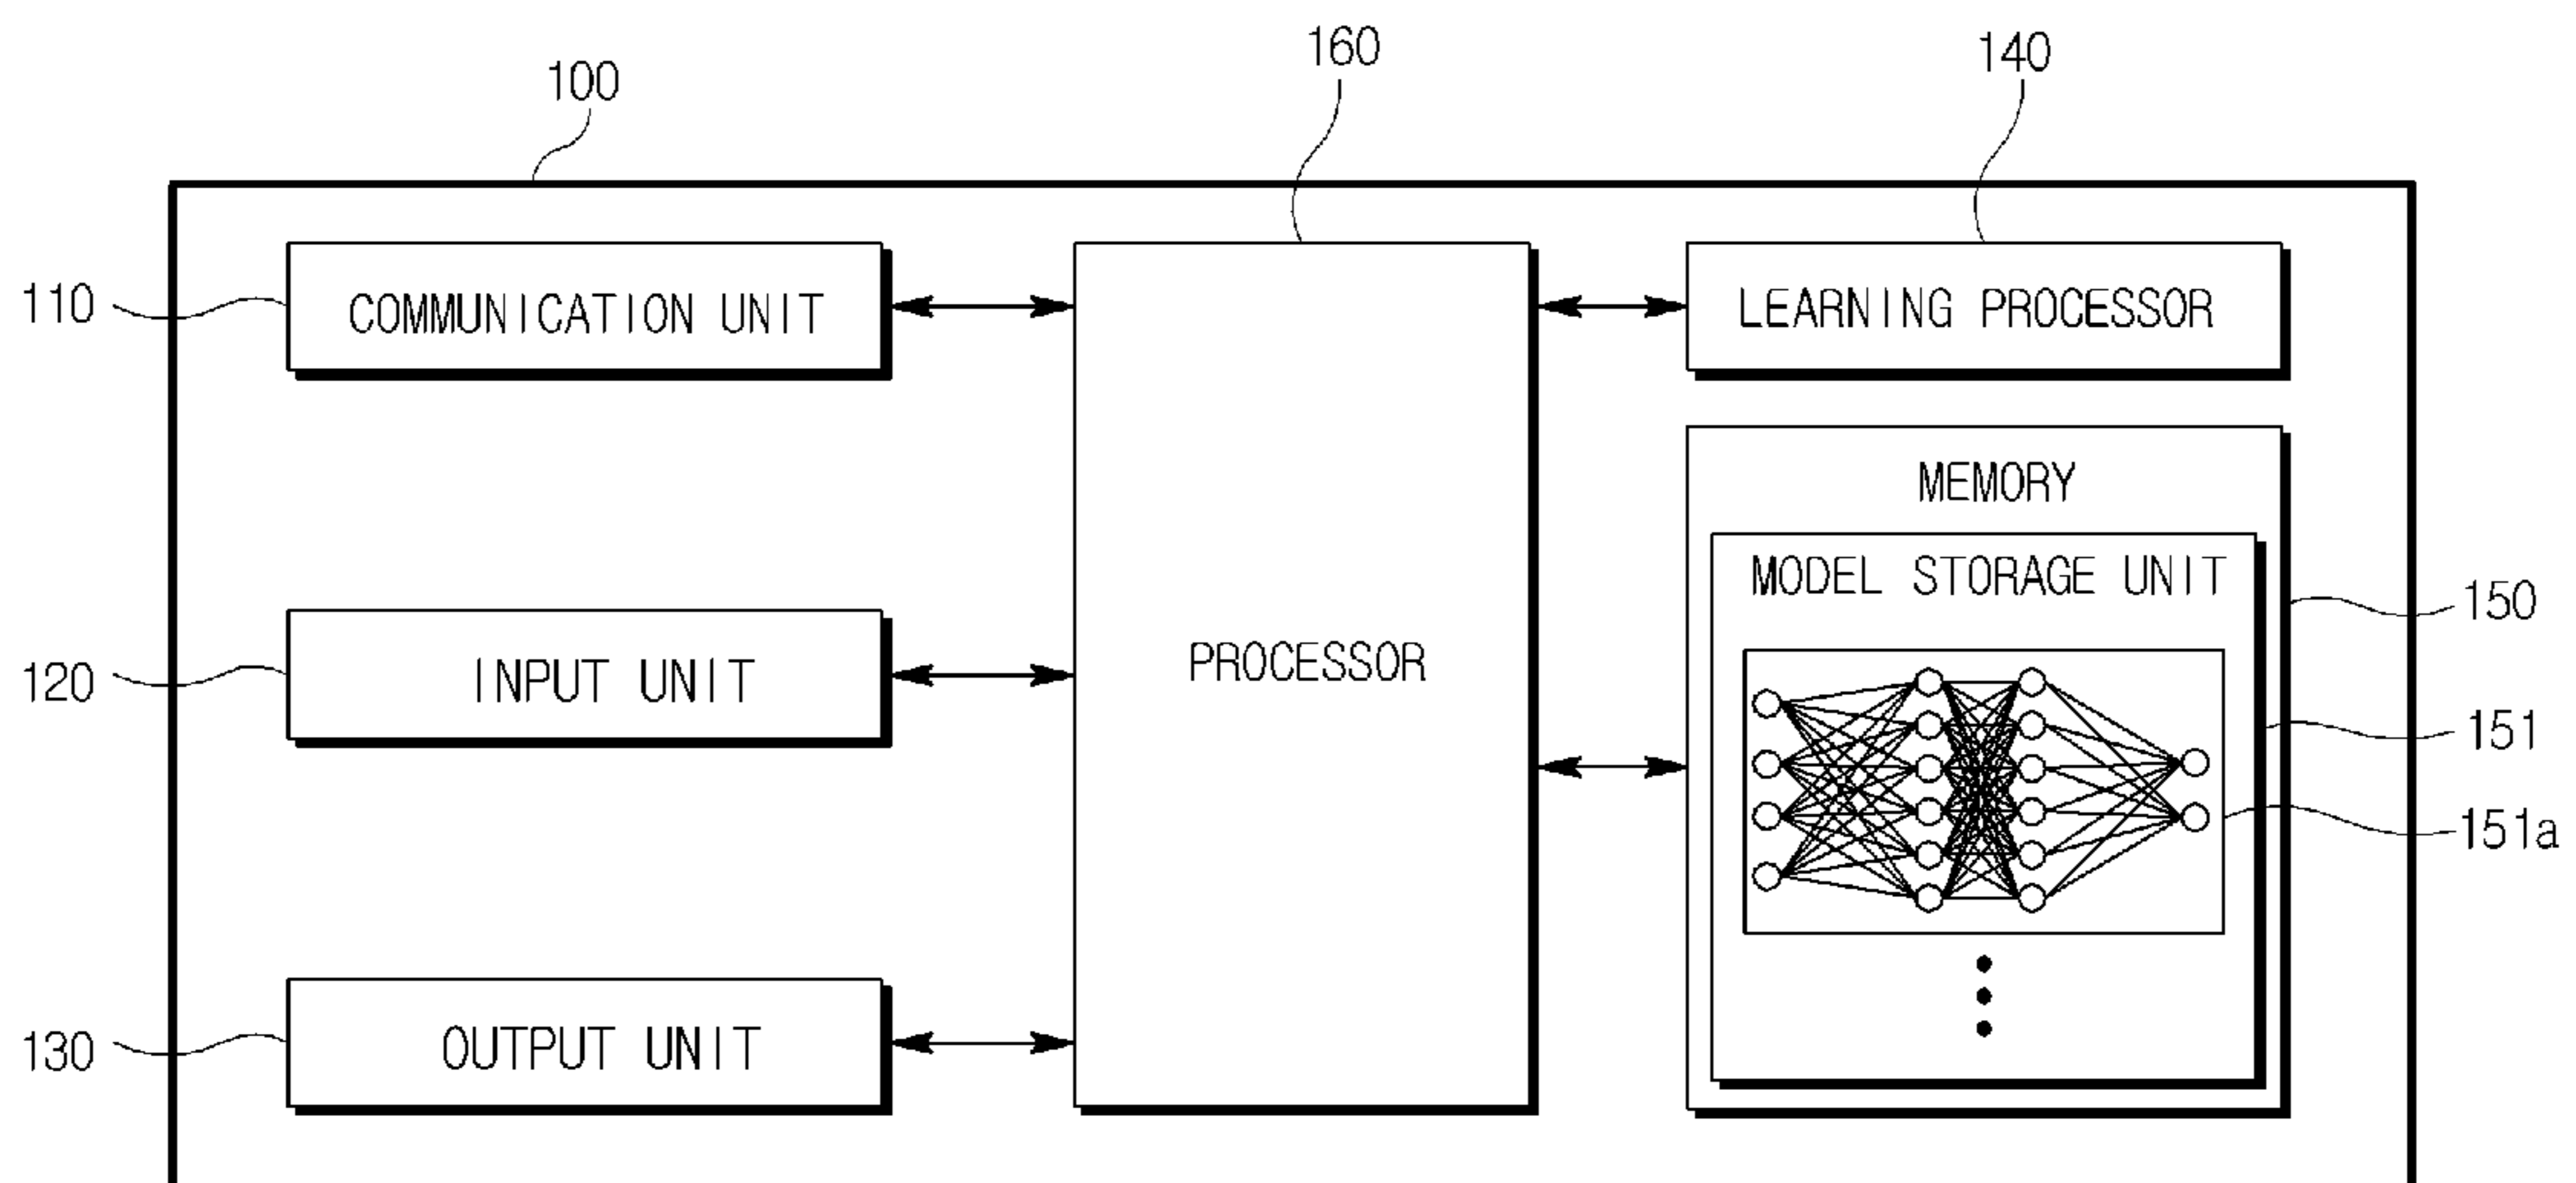 100
160
140
110
COMMUNICATION UNIT
LEARNING PROCESSOR
MEMORY
MODEL STORAGE UNIT
150
120
INPUT UNIT
PROCESSOR
151
151a
130
OUTPUT UNIT